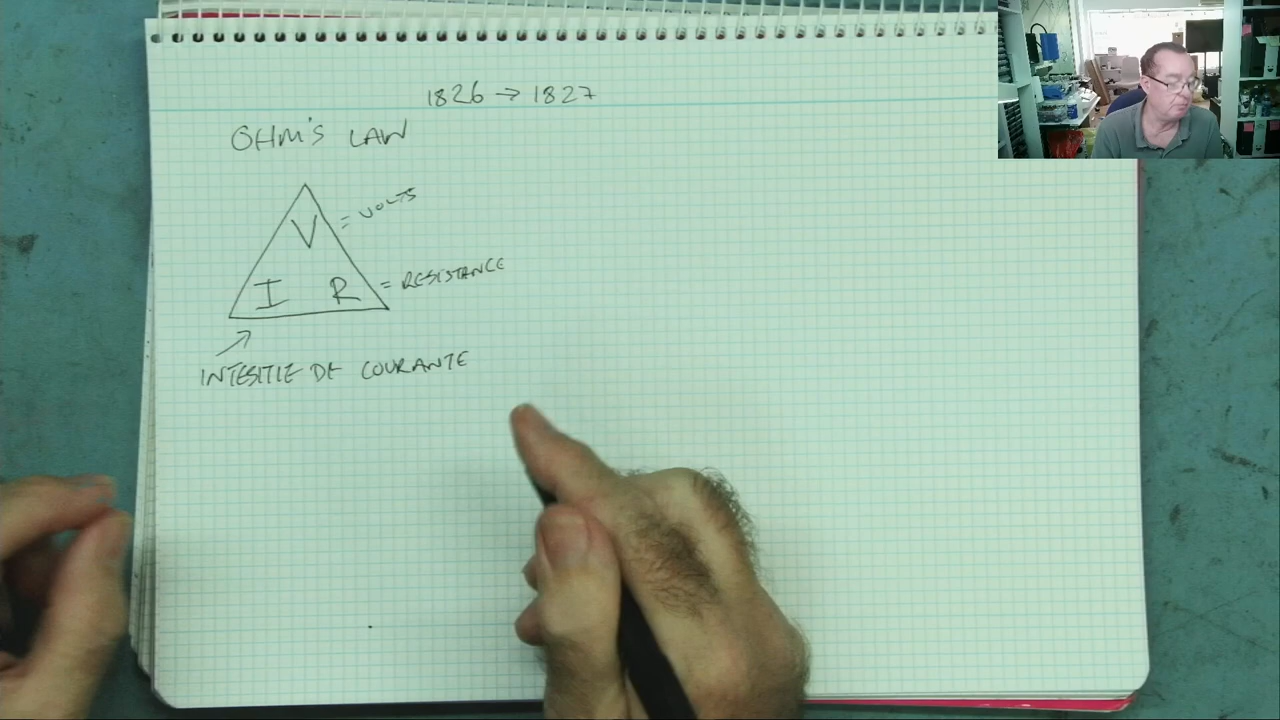 1826 → 1827
OHM'S LAW
V = VOLTS
I R = RESISTANCE
INTESITIE DE COURANTE